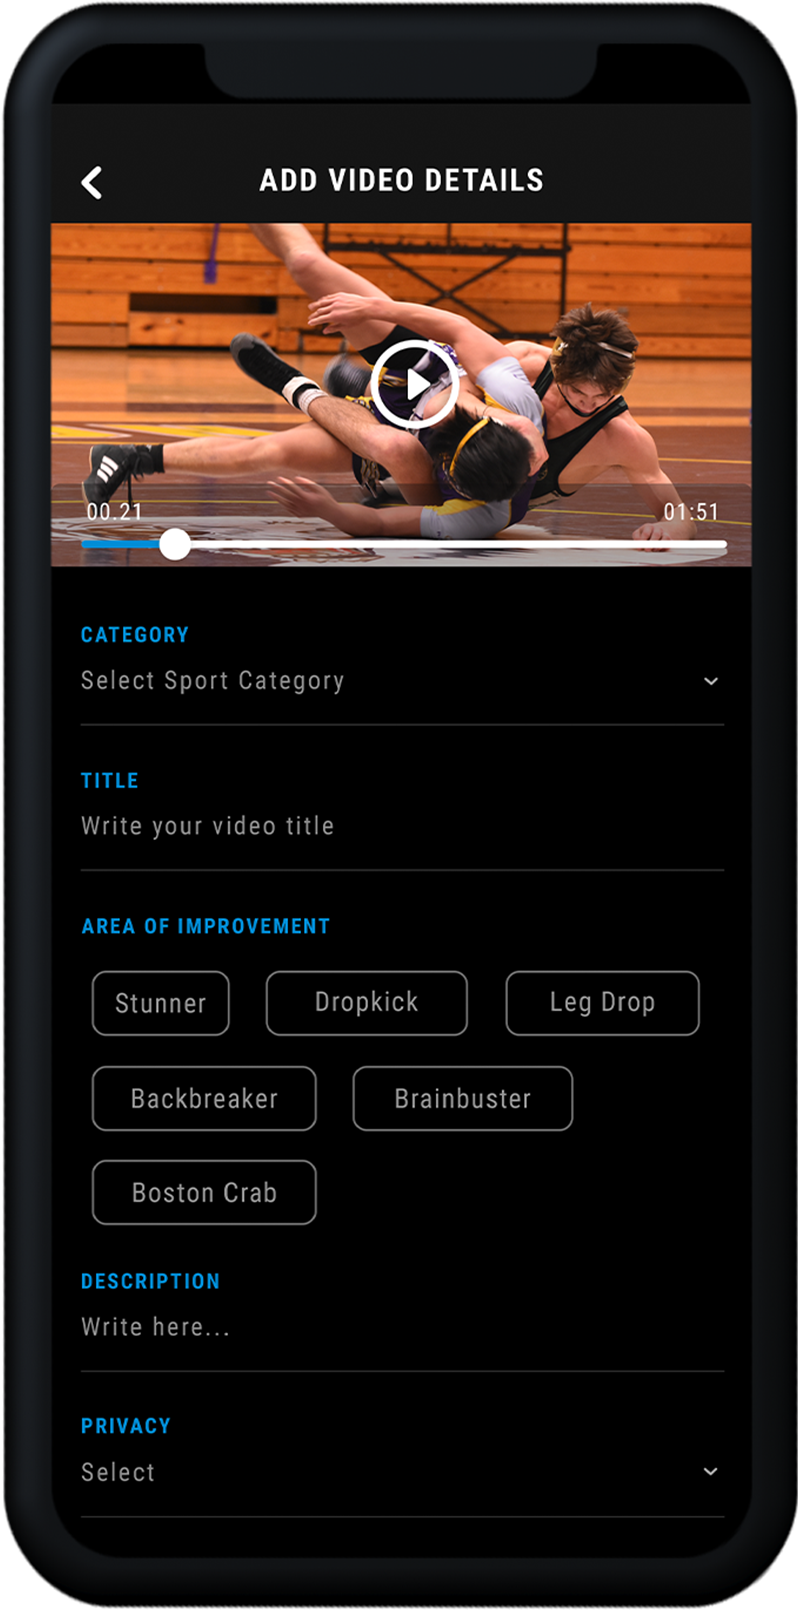 ADD VIDEO DETAILS
00.21
01:51
CATEGORY
Select Sport Category
TITLE
Write your video title
AREA OF IMPROVEMENT
Stunner
Dropkick
Leg Drop
Backbreaker
Brainbuster
Boston Crab
DESCRIPTION
Write here...
PRIVACY
Select